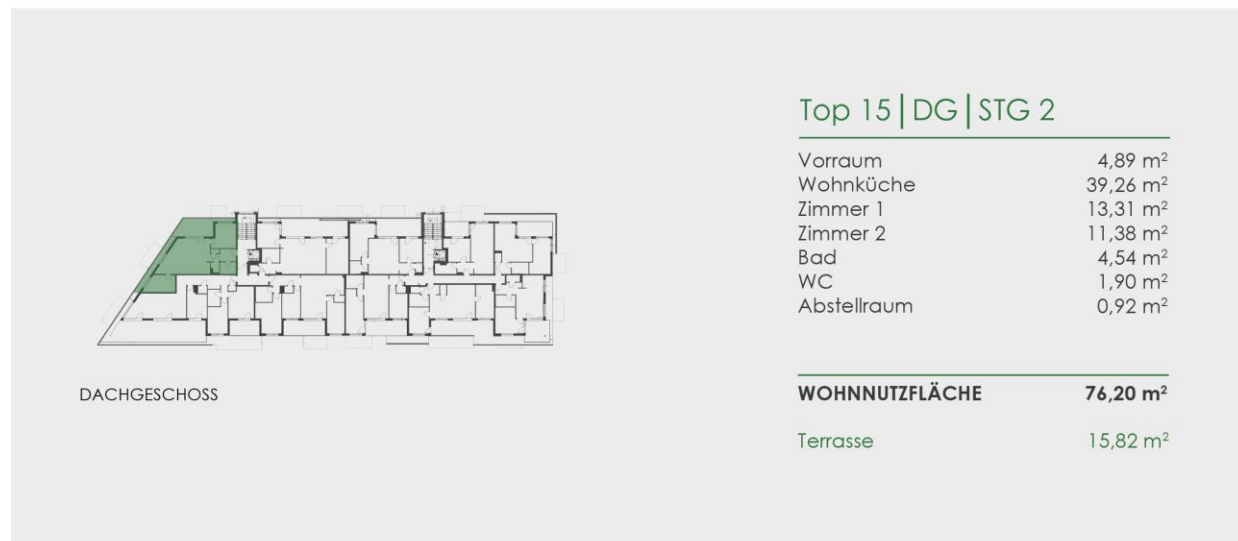 Top 15|DG|STG 2
Vorraum 4,89 m²
Wohnküche 39,26 m²
Zimmer 1 13,31 m²
Zimmer 2 11,38 m²
Bad 4,54 m²
WC 1,90 m²
Abstellraum 0,92 m²
DACHGESCHOSS
WOHNNUTZFLÄCHE 76,20 m²
Terrasse 15,82 m²